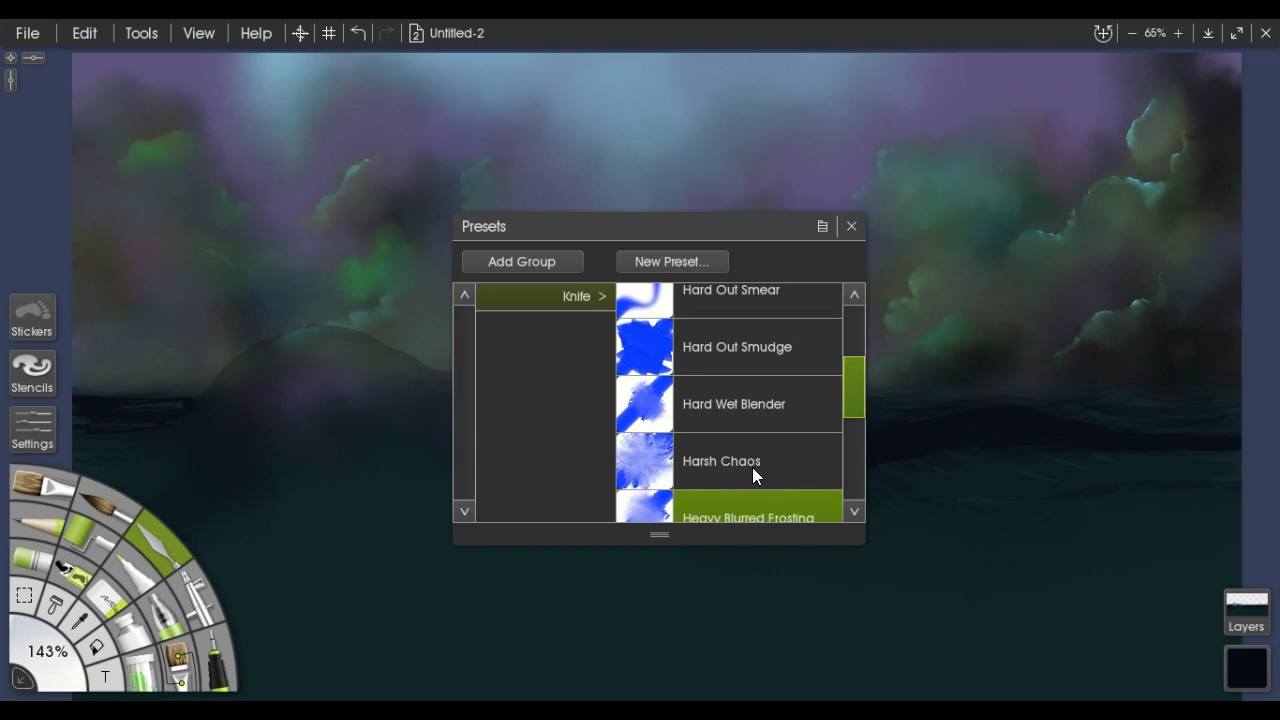 File
Edit
Tools
View
Help
2
Untitled-2
65%
Presets
Add Group
New Preset...
Knife >
Hard Out Smear
Hard Out Smudge
Hard Wet Blender
Harsh Chaos
Heavy Blurred Frosting
Stickers
Stencils
Settings
143%
T
Layers